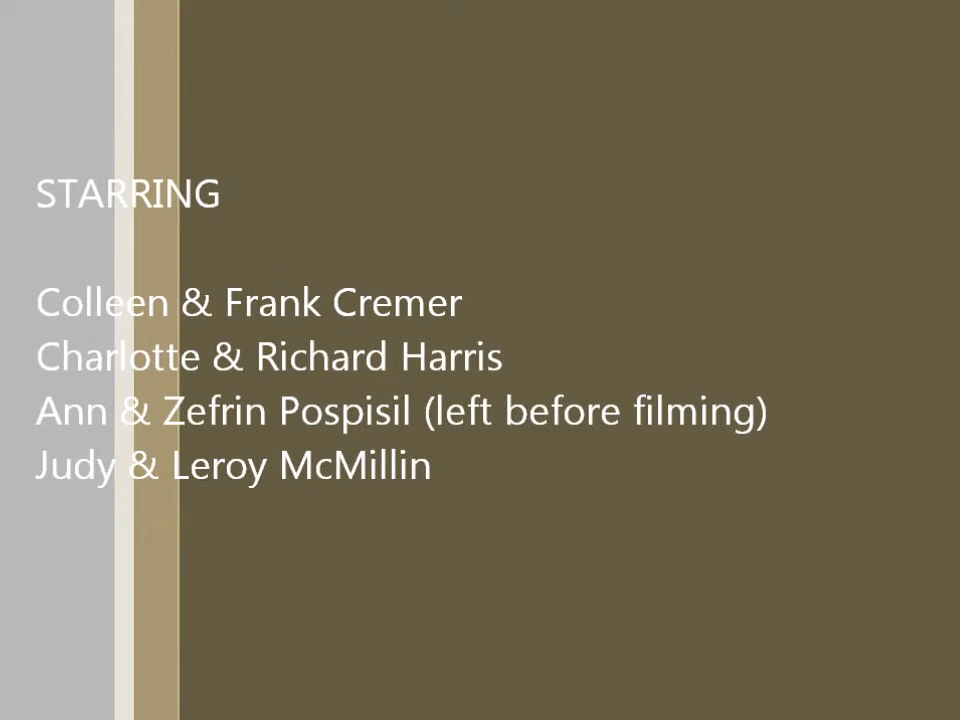 STARRING
Colleen & Frank Cremer
Charlotte & Richard Harris
Ann & Zefrin Pospisil (left before filming)
Judy & Leroy McMillin